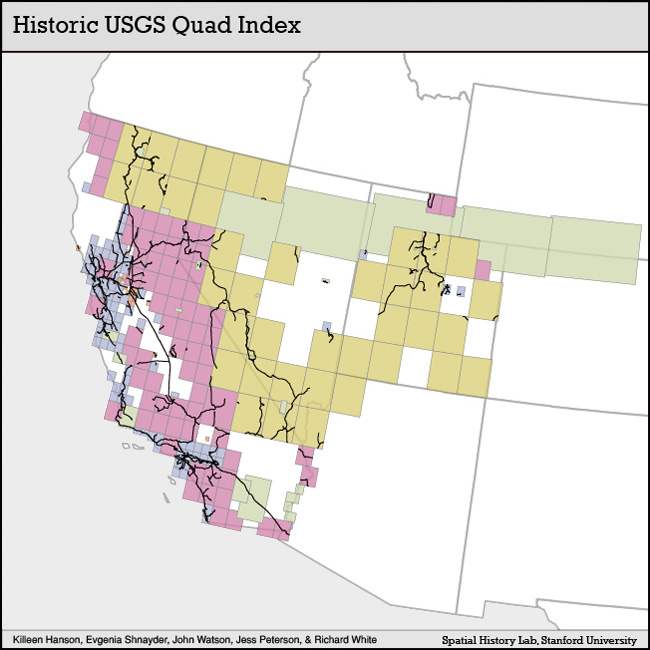 Historic USGS Quad Index
Killeen Hanson, Evgenia Shnayder, John Watson, Jess Peterson, & Richard White
Spatial History Lab, Stanford University